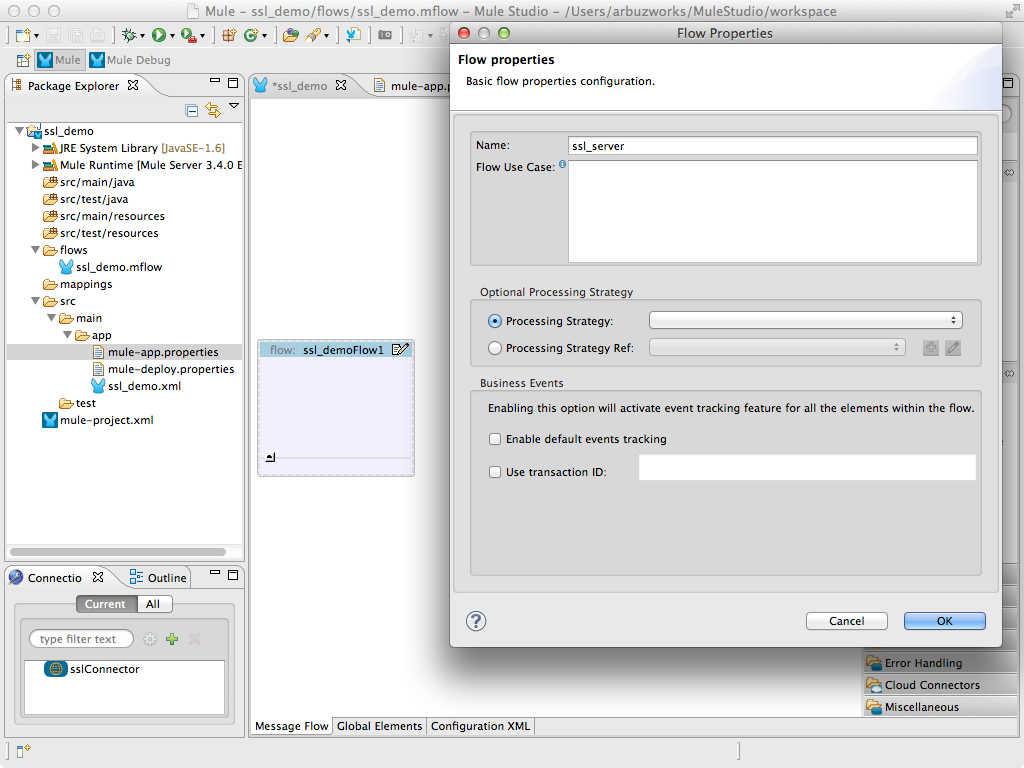 Mule – ssl_demo/flows/ssl_demo.mflow – Mule Studio – /Users/arbuzworks/MuleStudio/workspace
Mule
Mule Debug
Package Explorer
ssl_demo
JRE System Library [JavaSE-1.6]
Mule Runtime [Mule Server 3.4.0 E
src/main/java
src/test/java
src/main/resources
src/test/resources
flows
ssl_demo.mflow
mappings
src
main
app
mule-app.properties
mule-deploy.properties
ssl_demo.xml
test
mule-project.xml
Connectio
Outline
Current
All
type filter text
sslConnector
*ssl_demo
mule-app.p
flow: ssl_demoFlow1
Message Flow
Global Elements
Configuration XML
Flow Properties
Flow properties
Basic flow properties configuration.
Name: ssl_server
Flow Use Case:
Optional Processing Strategy
Processing Strategy:
Processing Strategy Ref:
Business Events
Enabling this option will activate event tracking feature for all the elements within the flow.
Enable default events tracking
Use transaction ID:
?
Cancel
OK
Error Handling
Cloud Connectors
Miscellaneous